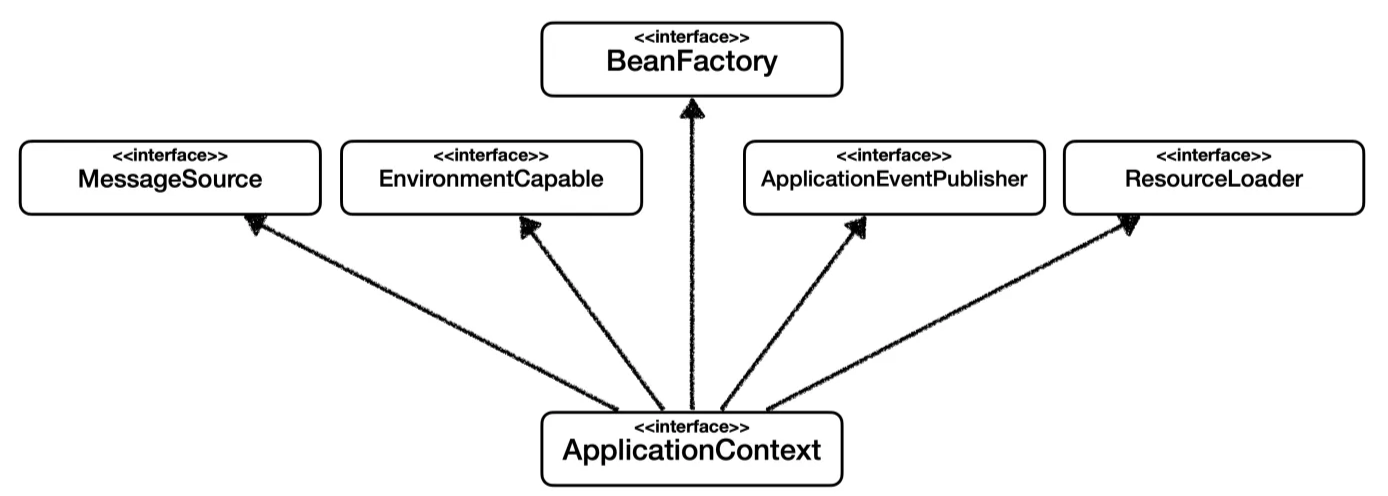 <<interface>>
BeanFactory
<<interface>>
MessageSource
<<interface>>
EnvironmentCapable
<<interface>>
ApplicationEventPublisher
<<interface>>
ResourceLoader
<<interface>>
ApplicationContext